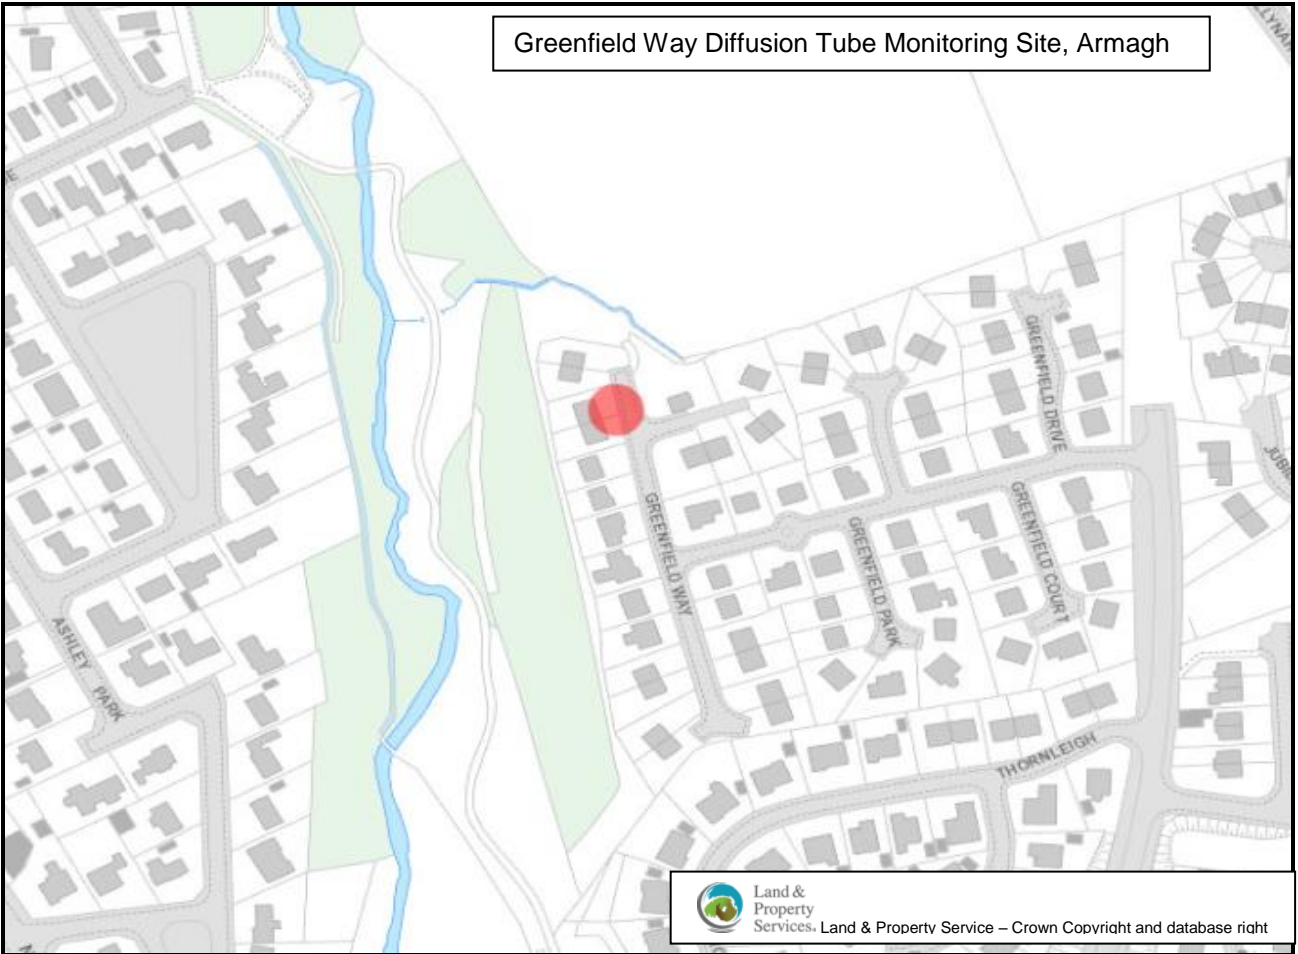 Greenfield Way Diffusion Tube Monitoring Site, Armagh
GREENFIELD DRIVE
GREENFIELD WAY
GREENFIELD PARK
GREENFIELD COURT
ASHLEY PARK
THORNLEIGH
Land &
Property
Services.
Land & Property Service – Crown Copyright and database right